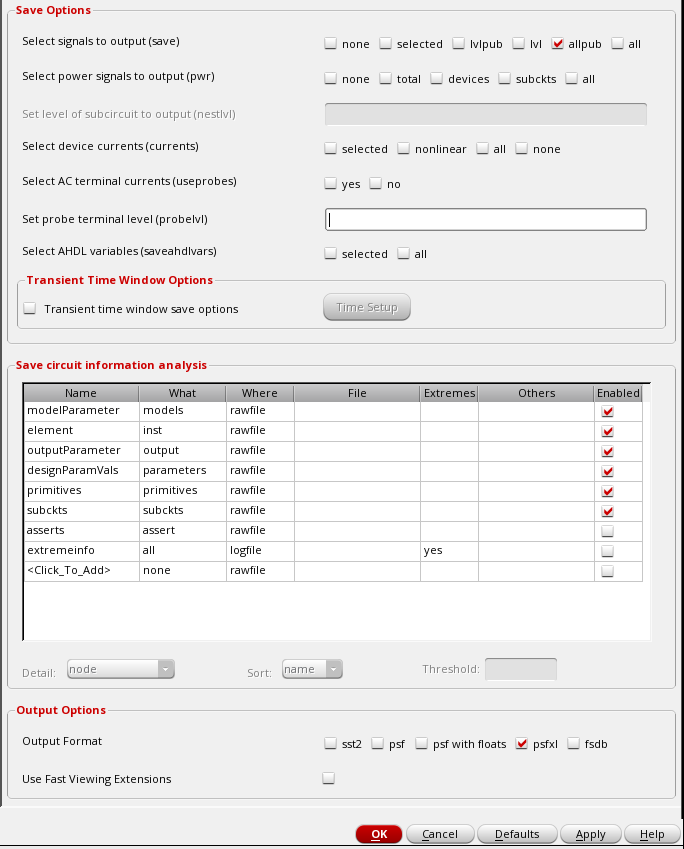 Save Options
Select signals to output (save) none selected lvlpub lvl allpub all
Select power signals to output (pwr) none total devices subckts all
Set level of subcircuit to output (nestlvl)
Select device currents (currents) selected nonlinear all none
Select AC terminal currents (useprobes) yes no
Set probe terminal level (probelvl)
Select AHDL variables (saveahdlvars) selected all
Transient Time Window Options
Transient time window save options Time Setup
Save circuit information analysis
Name What Where File Extremes Others Enabled
modelParameter models rawfile
element inst rawfile
outputParameter output rawfile
designParamVals parameters rawfile
primitives primitives rawfile
subckts subckts rawfile
asserts assert rawfile
extremeinfo all logfile yes
<Click_To_Add> none rawfile
Detail: node Sort: name Threshold:
Output Options
Output Format sst2 psf psf with floats psfxl fsdb
Use Fast Viewing Extensions
OK Cancel Defaults Apply Help